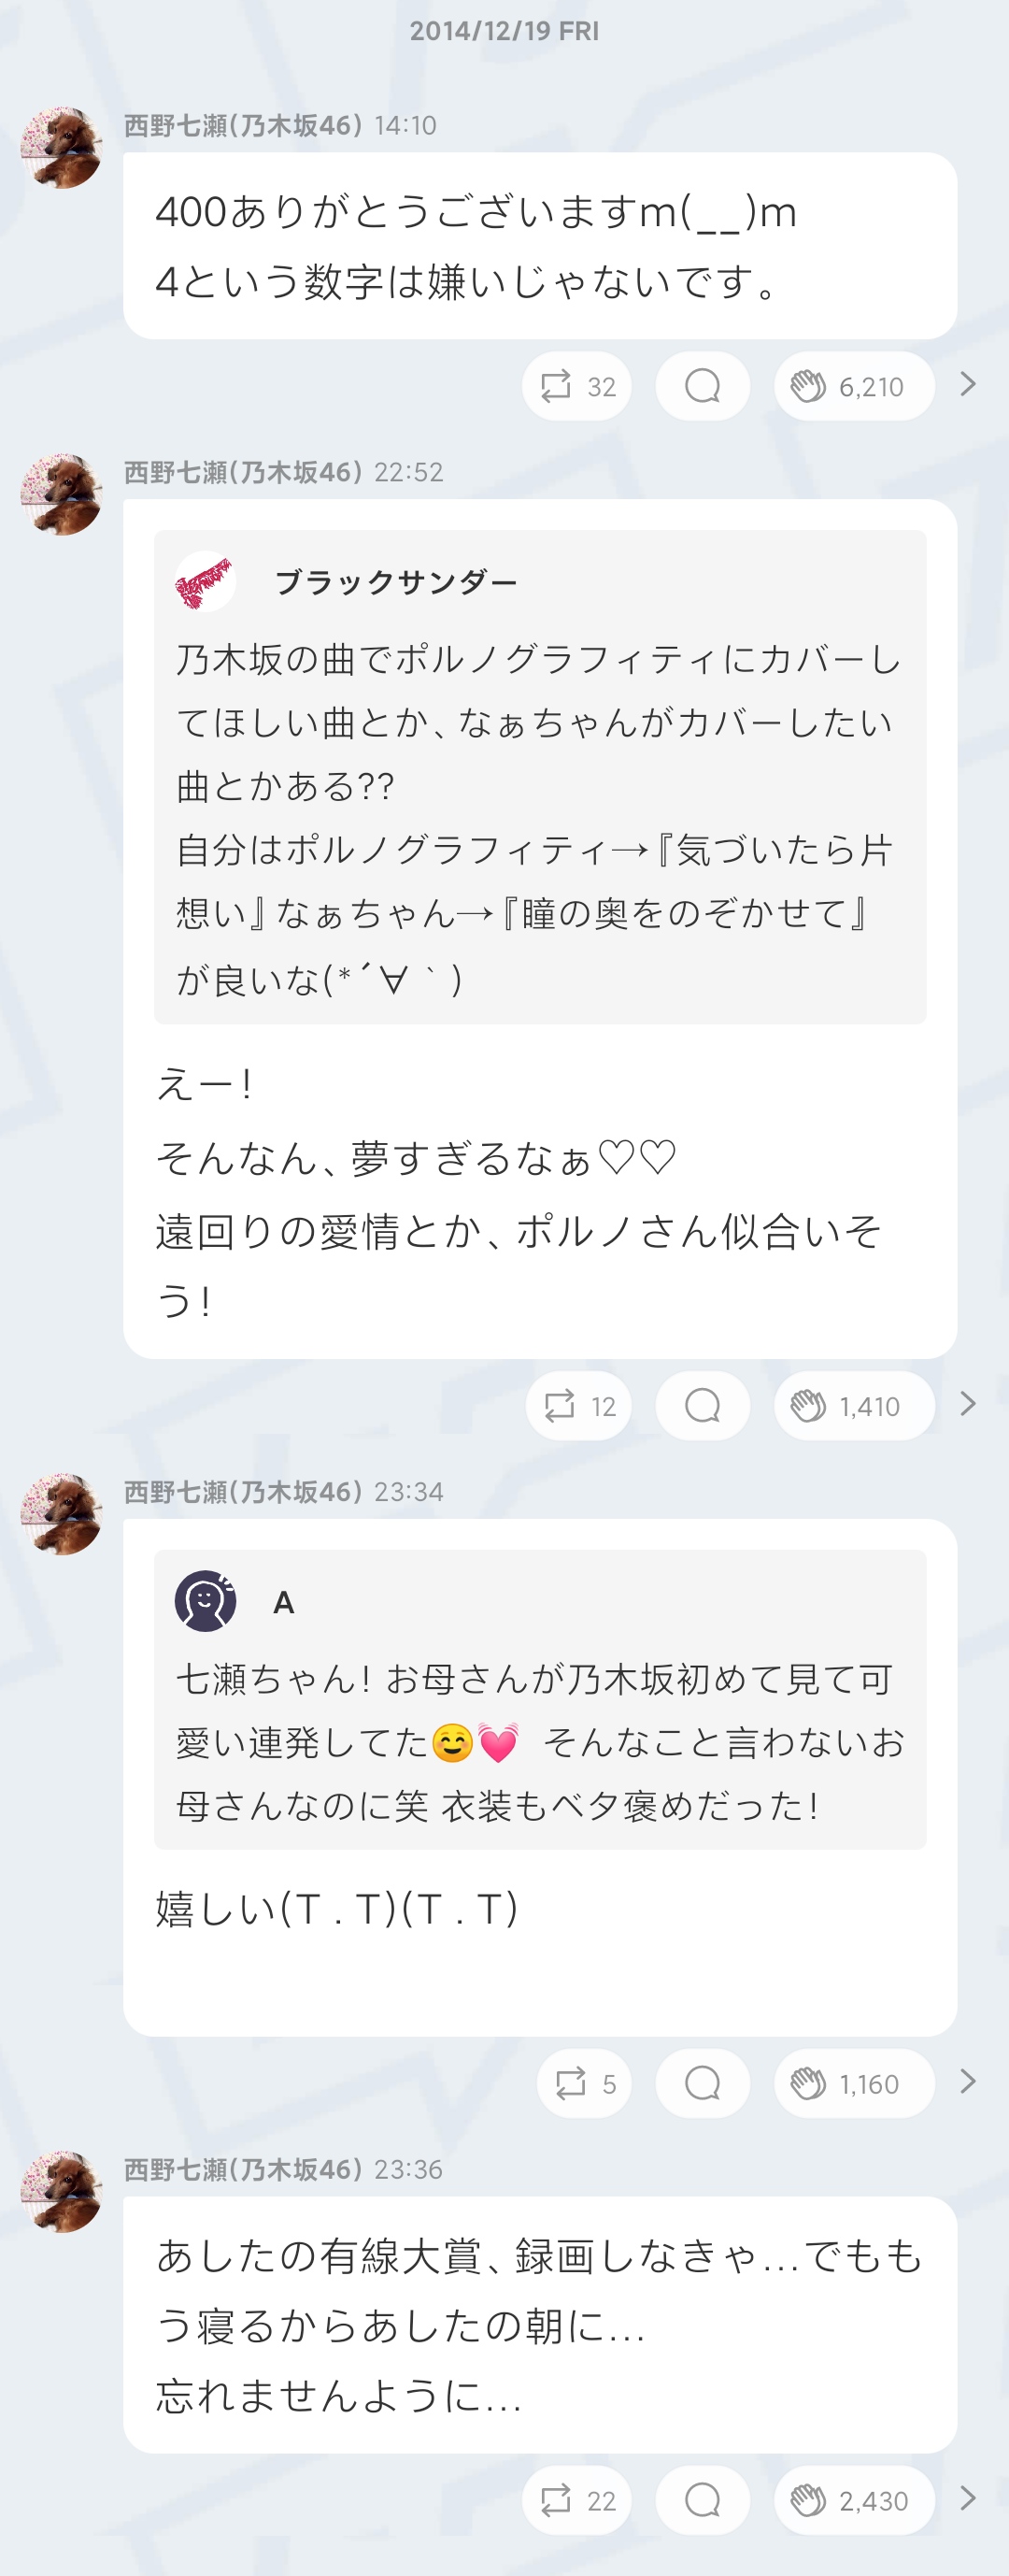 2014/12/19 FRI
西野七瀬(乃木坂46) 14:10
400ありがとうございますm(__)m
4という数字は嫌いじゃないです。
32
6,210
西野七瀬(乃木坂46) 22:52
ブラックサンダー
乃木坂の曲でポルノグラフィティにカバーし
てほしい曲とか、なぁちゃんがカバーしたい
曲とかある??
自分はポルノグラフィティ→『気づいたら片
想い』なぁちゃん→『瞳の奥をのぞかせて』
が良いな(*´∀｀)
えー!
そんなん、夢すぎるなぁ♡♡
遠回りの愛情とか、ポルノさん似合いそ
う!
12
1,410
西野七瀬(乃木坂46) 23:34
A
七瀬ちゃん! お母さんが乃木坂初めて見て可
愛い連発してた☺️💓 そんなこと言わないお
母さんなのに笑 衣装もベタ褒めだった!
嬉しい(T . T)(T . T)
5
1,160
西野七瀬(乃木坂46) 23:36
あしたの有線大賞、録画しなきゃ...でもも
う寝るからあしたの朝に...
忘れませんように...
22
2,430